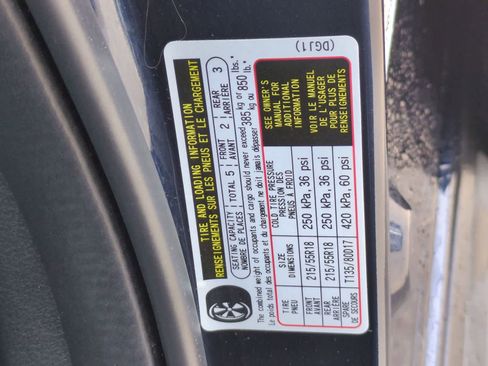 (DGJ1)
TIRE AND LOADING INFORMATION
RENSEIGNEMENTS SUR LES PNEUS ET LE CHARGEMENT
SEATING CAPACITY TOTAL 5 FRONT 2 REAR 3
NOMBRE DE PLACES AVANT ARRIÈRE
The combined weight of occupants and cargo should never exceed 385 kg or 850 lbs.
Le poids total des occupants et du chargement ne doit jamais dépasser kg ou lb.
TIRE SIZE COLD TIRE PRESSURE
PNEU DIMENSIONS PRESSION DES PNEUS À FROID
FRONT 215/55R18 250 kPa, 36 psi
AVANT
REAR 215/55R18 250 kPa, 36 psi
ARRIÈRE
SPARE T135/80D17 420 kPa, 60 psi
DE SECOURS
SEE OWNER'S
MANUAL FOR
ADDITIONAL
INFORMATION
VOIR LE MANUEL
DE L'USAGER
POUR PLUS DE
RENSEIGNEMENTS